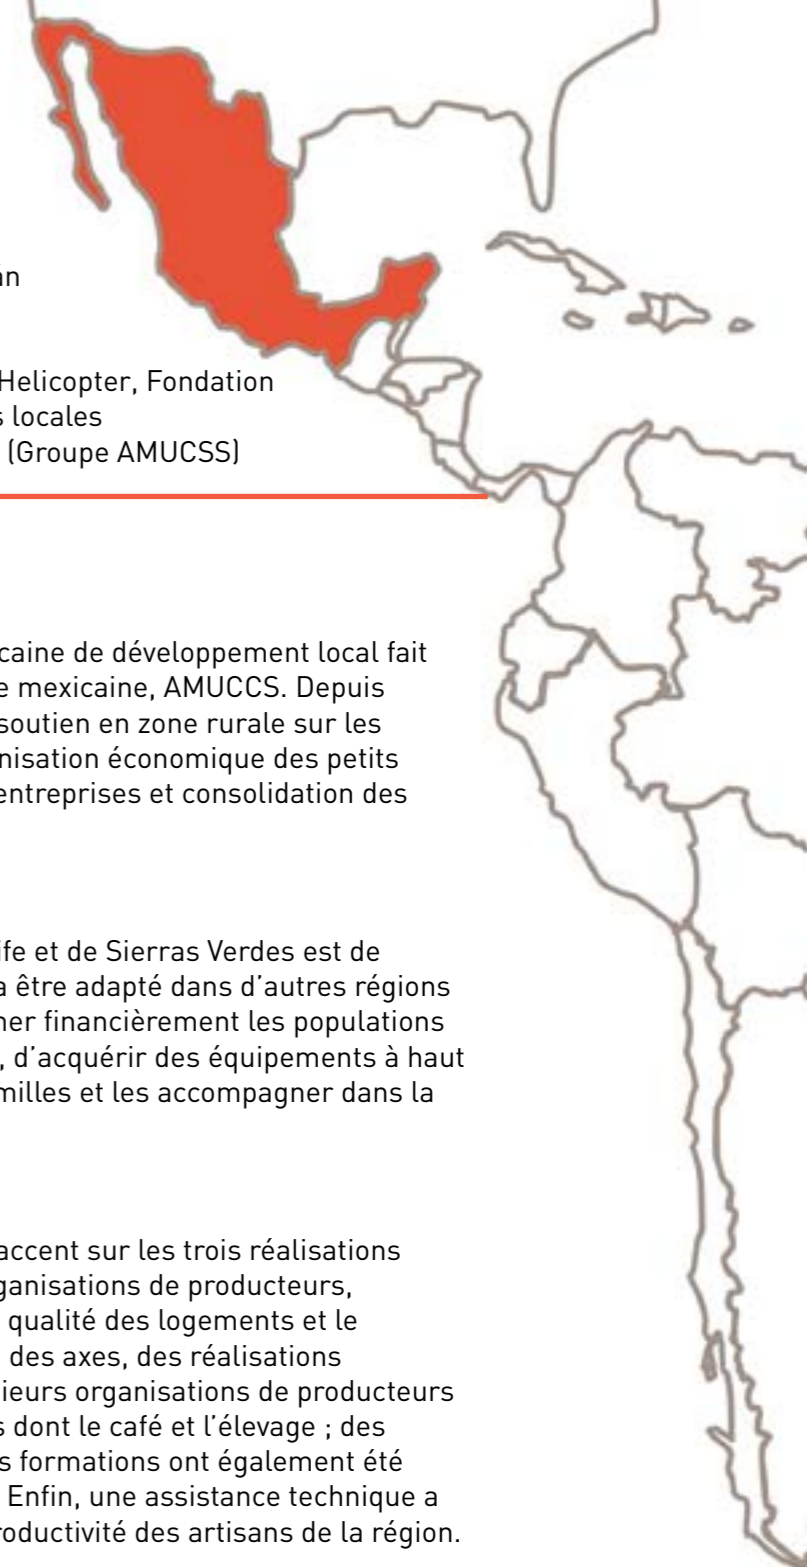 án
Helicopter, Fondation
s locales
(Groupe AMUCSS)
caine de développement local fait
e mexicaine, AMUCCS. Depuis
soutien en zone rurale sur les
nisation économique des petits
entreprises et consolidation des
ife et de Sierras Verdes est de
a être adapté dans d’autres régions
ner financièrement les populations
, d’acquérir des équipements à haut
milles et les accompagner dans la
accent sur les trois réalisations
ganisations de producteurs,
qualité des logements et le
des axes, des réalisations
sieurs organisations de producteurs
s dont le café et l’élevage ; des
s formations ont également été
Enfin, une assistance technique a
roductivité des artisans de la région.